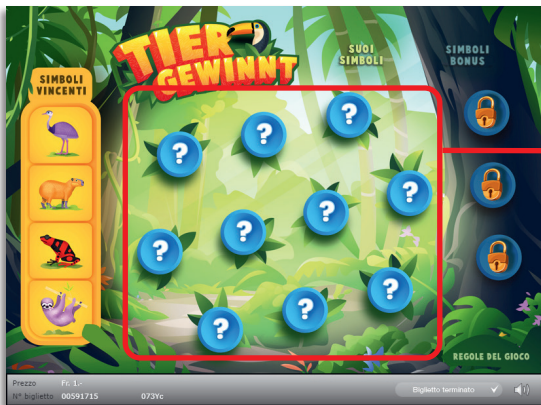 TIER-
GEWINNT
SIMBOLI
VINCENTI
SUOI
SIMBOLI
SIMBOLI
BONUS
?
?
?
?
?
?
?
?
?
?
REGOLE DEL GIOCO
Prezzo Fr. 1.-
N° biglietto 00591715 073Yc
Biglietto terminato